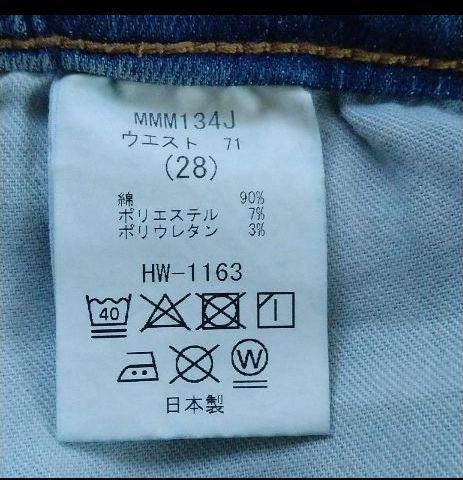 MMM134J
ウエスト 71
(28)
綿 90%
ポリエステル 7%
ポリウレタン 3%
HW-1163
40
W
日本製